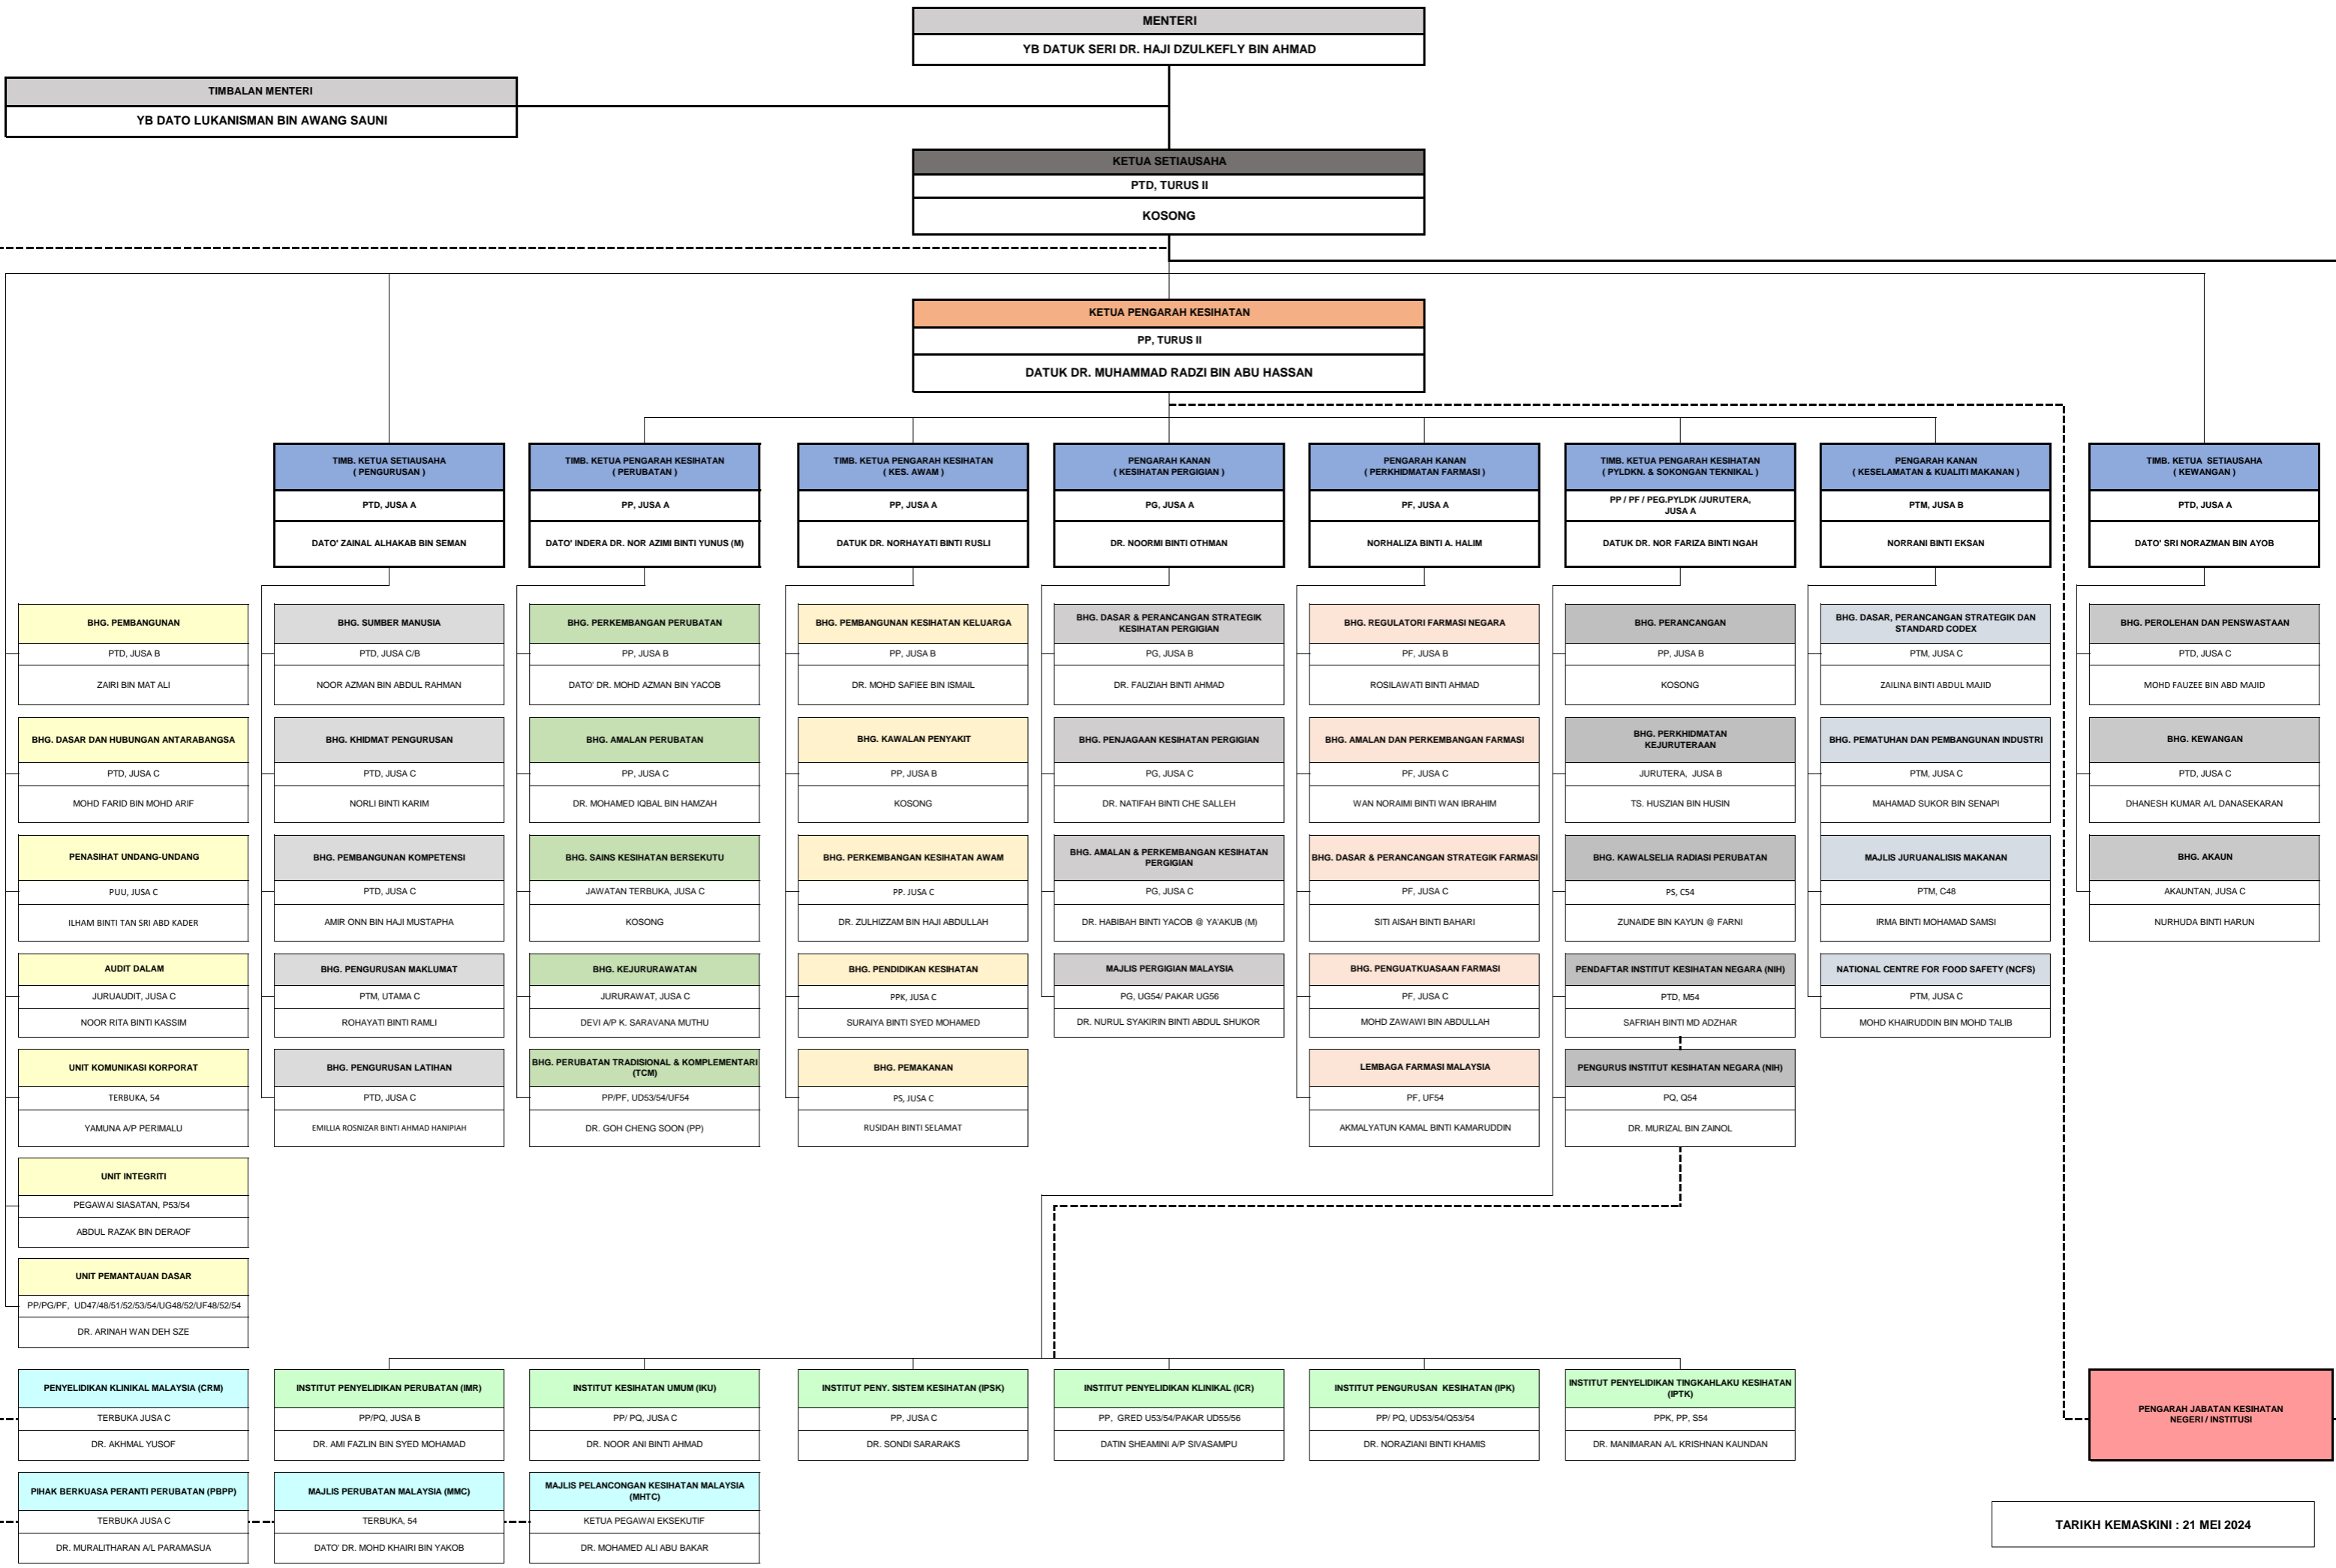 MENTERI
YB DATUK SERI DR. HAJI DZULKEFLY BIN AHMAD
TIMBALAN MENTERI
YB DATO LUKANISMAN BIN AWANG SAUNI
KETUA SETIAUSAHA
PTD, TURUS II
KOSONG
KETUA PENGARAH KESIHATAN
PP, TURUS II
DATUK DR. MUHAMMAD RADZI BIN ABU HASSAN
TIMB. KETUA SETIAUSAHA
( PENGURUSAN )
PTD, JUSA A
DATO' ZAINAL ALHAKAB BIN SEMAN
TIMB. KETUA PENGARAH KESIHATAN
( PERUBATAN )
PP, JUSA A
DATO' INDERA DR. NOR AZIMI BINTI YUNUS (M)
TIMB. KETUA PENGARAH KESIHATAN
( KES. AWAM )
PP, JUSA A
DATUK DR. NORHAYATI BINTI RUSLI
PENGARAH KANAN
( KESIHATAN PERGIGIAN )
PG, JUSA A
DR. NOORMI BINTI OTHMAN
PENGARAH KANAN
( PERKHIDMATAN FARMASI )
PF, JUSA A
NORHALIZA BINTI A. HALIM
TIMB. KETUA PENGARAH KESIHATAN
( PYLDKN. & SOKONGAN TEKNIKAL )
PP / PF / PEG.PYLDK /JURUTERA,
JUSA A
DATUK DR. NOR FARIZA BINTI NGAH
PENGARAH KANAN
( KESELAMATAN & KUALITI MAKANAN )
PTM, JUSA B
NORRANI BINTI EKSAN
TIMB. KETUA SETIAUSAHA
( KEWANGAN )
PTD, JUSA A
DATO' SRI NORAZMAN BIN AYOB
BHG. PEMBANGUNAN
PTD, JUSA B
ZAIRI BIN MAT ALI
BHG. DASAR DAN HUBUNGAN ANTARABANGSA
PTD, JUSA C
MOHD FARID BIN MOHD ARIF
PENASIHAT UNDANG-UNDANG
PUU, JUSA C
ILHAM BINTI TAN SRI ABD KADER
AUDIT DALAM
JURUAUDIT, JUSA C
NOOR RITA BINTI KASSIM
UNIT KOMUNIKASI KORPORAT
TERBUKA, 54
YAMUNA A/P PERIMALU
UNIT INTEGRITI
PEGAWAI SIASATAN, P53/54
ABDUL RAZAK BIN DERAOF
UNIT PEMANTAUAN DASAR
PP/PG/PF, UD47/48/51/52/53/54/UG48/52/UF48/52/54
DR. ARINAH WAN DEH SZE
BHG. SUMBER MANUSIA
PTD, JUSA C/B
NOOR AZMAN BIN ABDUL RAHMAN
BHG. KHIDMAT PENGURUSAN
PTD, JUSA C
NORLI BINTI KARIM
BHG. PEMBANGUNAN KOMPETENSI
PTD, JUSA C
AMIR ONN BIN HAJI MUSTAPHA
BHG. PENGURUSAN MAKLUMAT
PTM, UTAMA C
ROHAYATI BINTI RAMLI
BHG. PENGURUSAN LATIHAN
PTD, JUSA C
EMILLIA ROSNIZAR BINTI AHMAD HANIPIAH
BHG. PERKEMBANGAN PERUBATAN
PP, JUSA B
DATO' DR. MOHD AZMAN BIN YACOB
BHG. AMALAN PERUBATAN
PP, JUSA C
DR. MOHAMED IQBAL BIN HAMZAH
BHG. SAINS KESIHATAN BERSEKUTU
JAWATAN TERBUKA, JUSA C
KOSONG
BHG. KEJURURAWATAN
JURURAWAT, JUSA C
DEVI A/P K. SARAVANA MUTHU
BHG. PERUBATAN TRADISIONAL & KOMPLEMENTARI
(TCM)
PP/PF, UD53/54/UF54
DR. GOH CHENG SOON (PP)
BHG. PEMBANGUNAN KESIHATAN KELUARGA
PP, JUSA B
DR. MOHD SAFIEE BIN ISMAIL
BHG. KAWALAN PENYAKIT
PP, JUSA B
KOSONG
BHG. PERKEMBANGAN KESIHATAN AWAM
PP. JUSA C
DR. ZULHIZZAM BIN HAJI ABDULLAH
BHG. PENDIDIKAN KESIHATAN
PPK, JUSA C
SURAIYA BINTI SYED MOHAMED
BHG. PEMAKANAN
PS, JUSA C
RUSIDAH BINTI SELAMAT
BHG. DASAR & PERANCANGAN STRATEGIK
KESIHATAN PERGIGIAN
PG, JUSA B
DR. FAUZIAH BINTI AHMAD
BHG. PENJAGAAN KESIHATAN PERGIGIAN
PG, JUSA C
DR. NATIFAH BINTI CHE SALLEH
BHG. AMALAN & PERKEMBANGAN KESIHATAN
PERGIGIAN
PG, JUSA C
DR. HABIBAH BINTI YACOB @ YA'AKUB (M)
MAJLIS PERGIGIAN MALAYSIA
PG, UG54/ PAKAR UG56
DR. NURUL SYAKIRIN BINTI ABDUL SHUKOR
BHG. REGULATORI FARMASI NEGARA
PF, JUSA B
ROSILAWATI BINTI AHMAD
BHG. AMALAN DAN PERKEMBANGAN FARMASI
PF, JUSA C
WAN NORAIMI BINTI WAN IBRAHIM
BHG. DASAR & PERANCANGAN STRATEGIK FARMASI
PF, JUSA C
SITI AISAH BINTI BAHARI
BHG. PENGUATKUASAAN FARMASI
PF, JUSA C
MOHD ZAWAWI BIN ABDULLAH
LEMBAGA FARMASI MALAYSIA
PF, UF54
AKMALYATUN KAMAL BINTI KAMARUDDIN
BHG. PERANCANGAN
PP, JUSA B
KOSONG
BHG. PERKHIDMATAN
KEJURUTERAAN
JURUTERA, JUSA B
TS. HUSZIAN BIN HUSIN
BHG. KAWALSELIA RADIASI PERUBATAN
PS, C54
ZUNAIDE BIN KAYUN @ FARNI
PENDAFTAR INSTITUT KESIHATAN NEGARA (NIH)
PTD, M54
SAFRIAH BINTI MD ADZHAR
PENGURUS INSTITUT KESIHATAN NEGARA (NIH)
PQ, Q54
DR. MURIZAL BIN ZAINOL
BHG. DASAR, PERANCANGAN STRATEGIK DAN
STANDARD CODEX
PTM, JUSA C
ZAILINA BINTI ABDUL MAJID
BHG. PEMATUHAN DAN PEMBANGUNAN INDUSTRI
PTM, JUSA C
MAHAMAD SUKOR BIN SENAPI
MAJLIS JURUANALISIS MAKANAN
PTM, C48
IRMA BINTI MOHAMAD SAMSI
NATIONAL CENTRE FOR FOOD SAFETY (NCFS)
PTM, JUSA C
MOHD KHAIRUDDIN BIN MOHD TALIB
BHG. PEROLEHAN DAN PENSWASTAAN
PTD, JUSA C
MOHD FAUZEE BIN ABD MAJID
BHG. KEWANGAN
PTD, JUSA C
DHANESH KUMAR A/L DANASEKARAN
BHG. AKAUN
AKAUNTAN, JUSA C
NURHUDA BINTI HARUN
PENYELIDIKAN KLINIKAL MALAYSIA (CRM)
TERBUKA JUSA C
DR. AKHMAL YUSOF
INSTITUT PENYELIDIKAN PERUBATAN (IMR)
PP/PQ, JUSA B
DR. AMI FAZLIN BIN SYED MOHAMAD
INSTITUT KESIHATAN UMUM (IKU)
PP/ PQ, JUSA C
DR. NOOR ANI BINTI AHMAD
INSTITUT PENY. SISTEM KESIHATAN (IPSK)
PP, JUSA C
DR. SONDI SARARAKS
INSTITUT PENYELIDIKAN KLINIKAL (ICR)
PP, GRED U53/54/PAKAR UD55/56
DATIN SHEAMINI A/P SIVASAMPU
INSTITUT PENGURUSAN KESIHATAN (IPK)
PP/ PQ, UD53/54/Q53/54
DR. NORAZIANI BINTI KHAMIS
INSTITUT PENYELIDIKAN TINGKAHLAKU KESIHATAN
(IPTK)
PPK, PP, S54
DR. MANIMARAN A/L KRISHNAN KAUNDAN
PENGARAH JABATAN KESIHATAN
NEGERI / INSTITUSI
PIHAK BERKUASA PERANTI PERUBATAN (PBPP)
TERBUKA JUSA C
DR. MURALITHARAN A/L PARAMASUA
MAJLIS PERUBATAN MALAYSIA (MMC)
TERBUKA, 54
DATO' DR. MOHD KHAIRI BIN YAKOB
MAJLIS PELANCONGAN KESIHATAN MALAYSIA
(MHTC)
KETUA PEGAWAI EKSEKUTIF
DR. MOHAMED ALI ABU BAKAR
TARIKH KEMASKINI : 21 MEI 2024